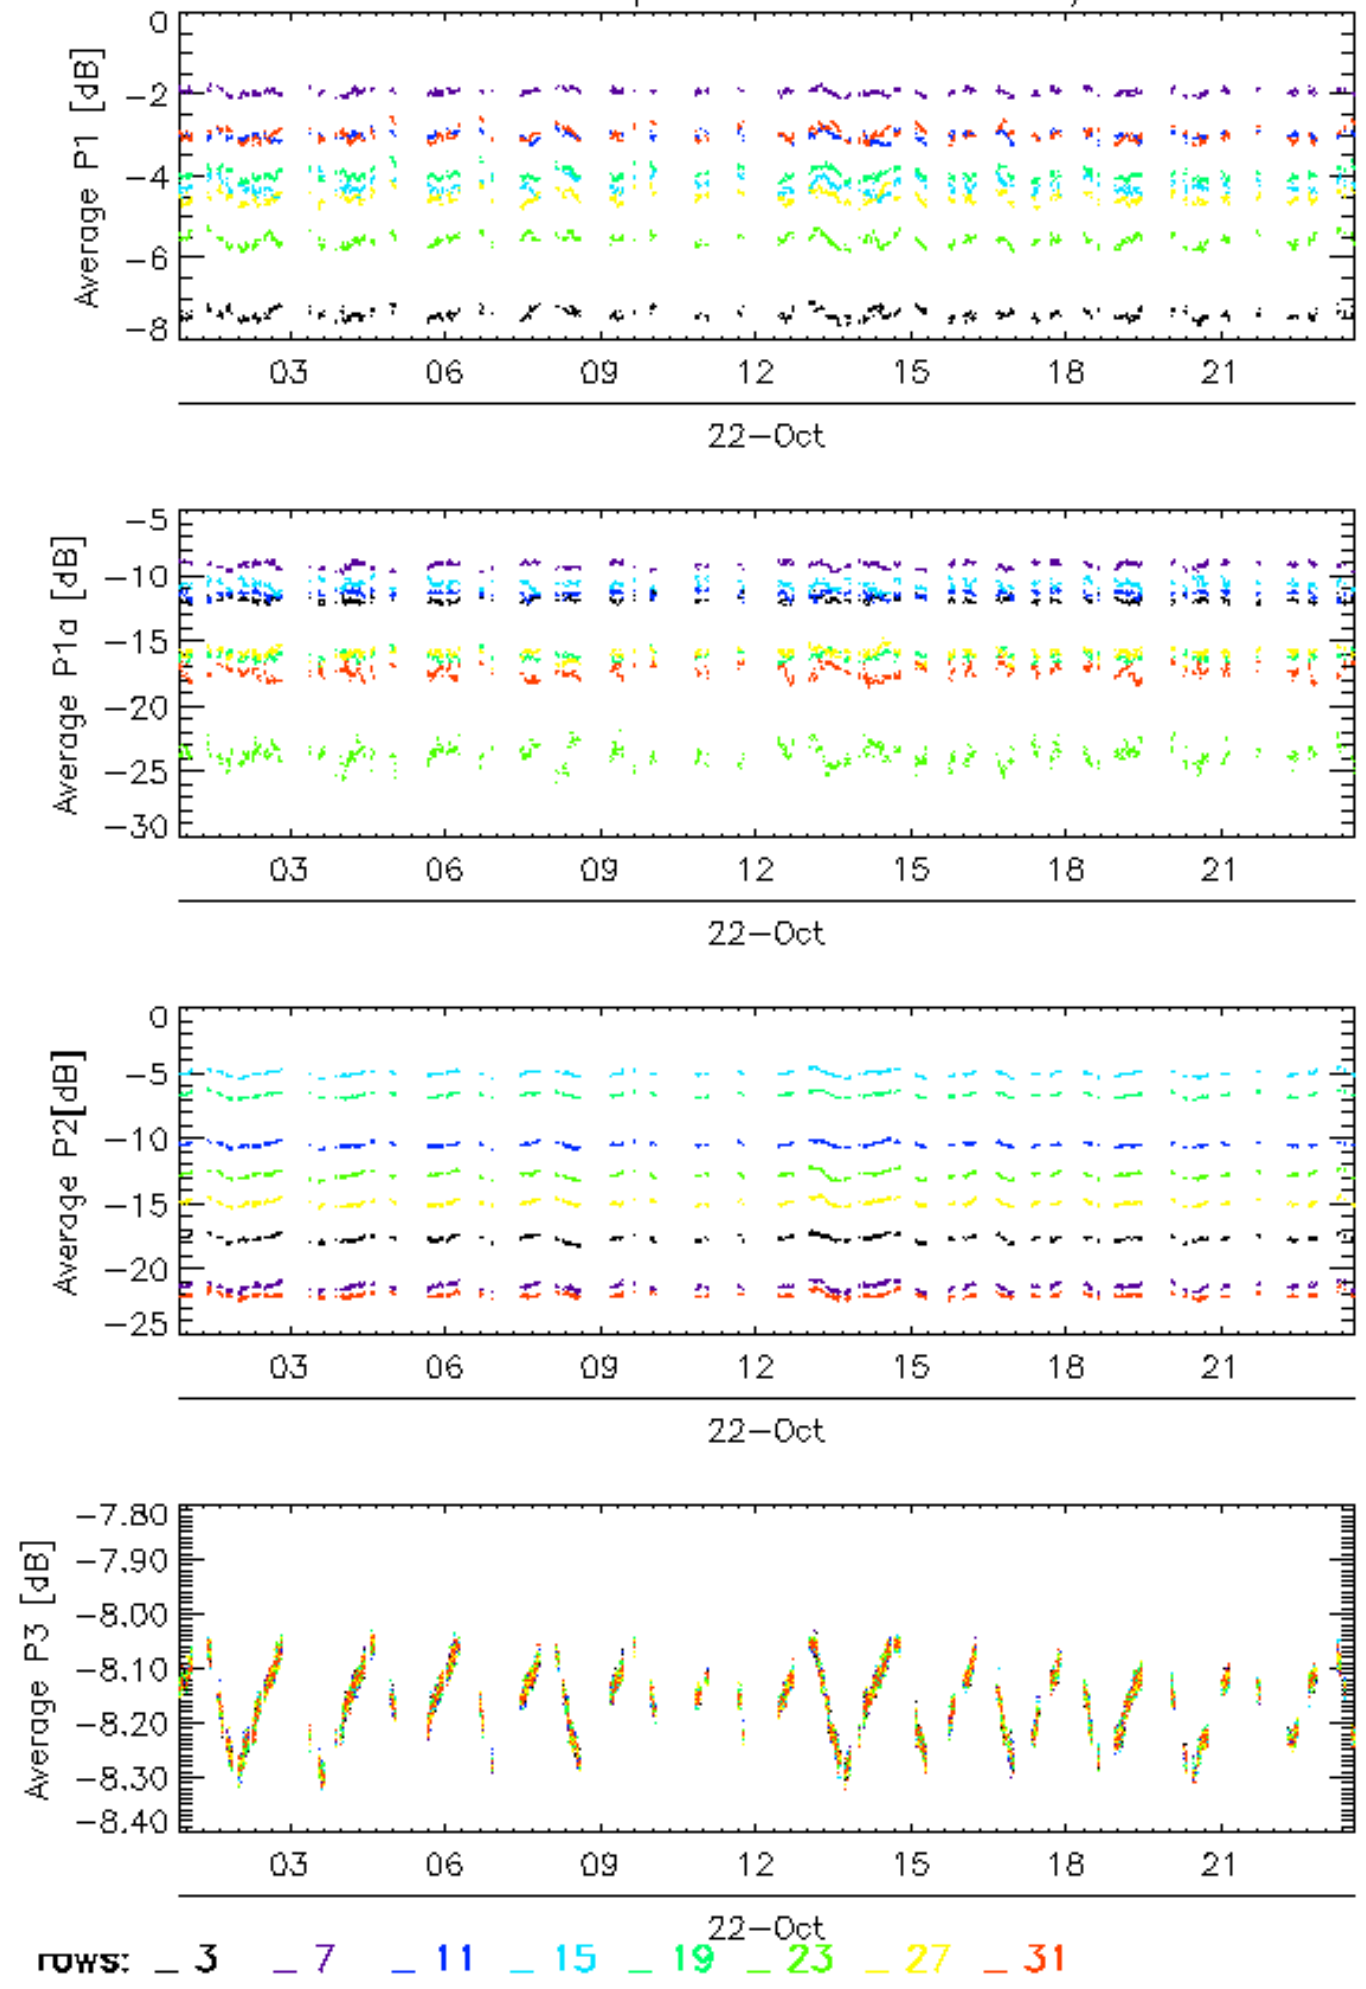 0
−2
−4
−6
−8
Average P1 [dB]
03 06 09 12 15 18 21
22−Oct
−5
−10
−15
−20
−25
−30
Average P1a [dB]
03 06 09 12 15 18 21
22−Oct
0
−5
−10
−15
−20
−25
Average P2[dB]
03 06 09 12 15 18 21
22−Oct
−7.80
−7.90
−8.00
−8.10
−8.20
−8.30
−8.40
Average P3 [dB]
03 06 09 12 15 18 21
22−Oct
rows: _ 3 _ 7 _ 11 _ 15 _ 19 _ 23 _ 27 _ 31